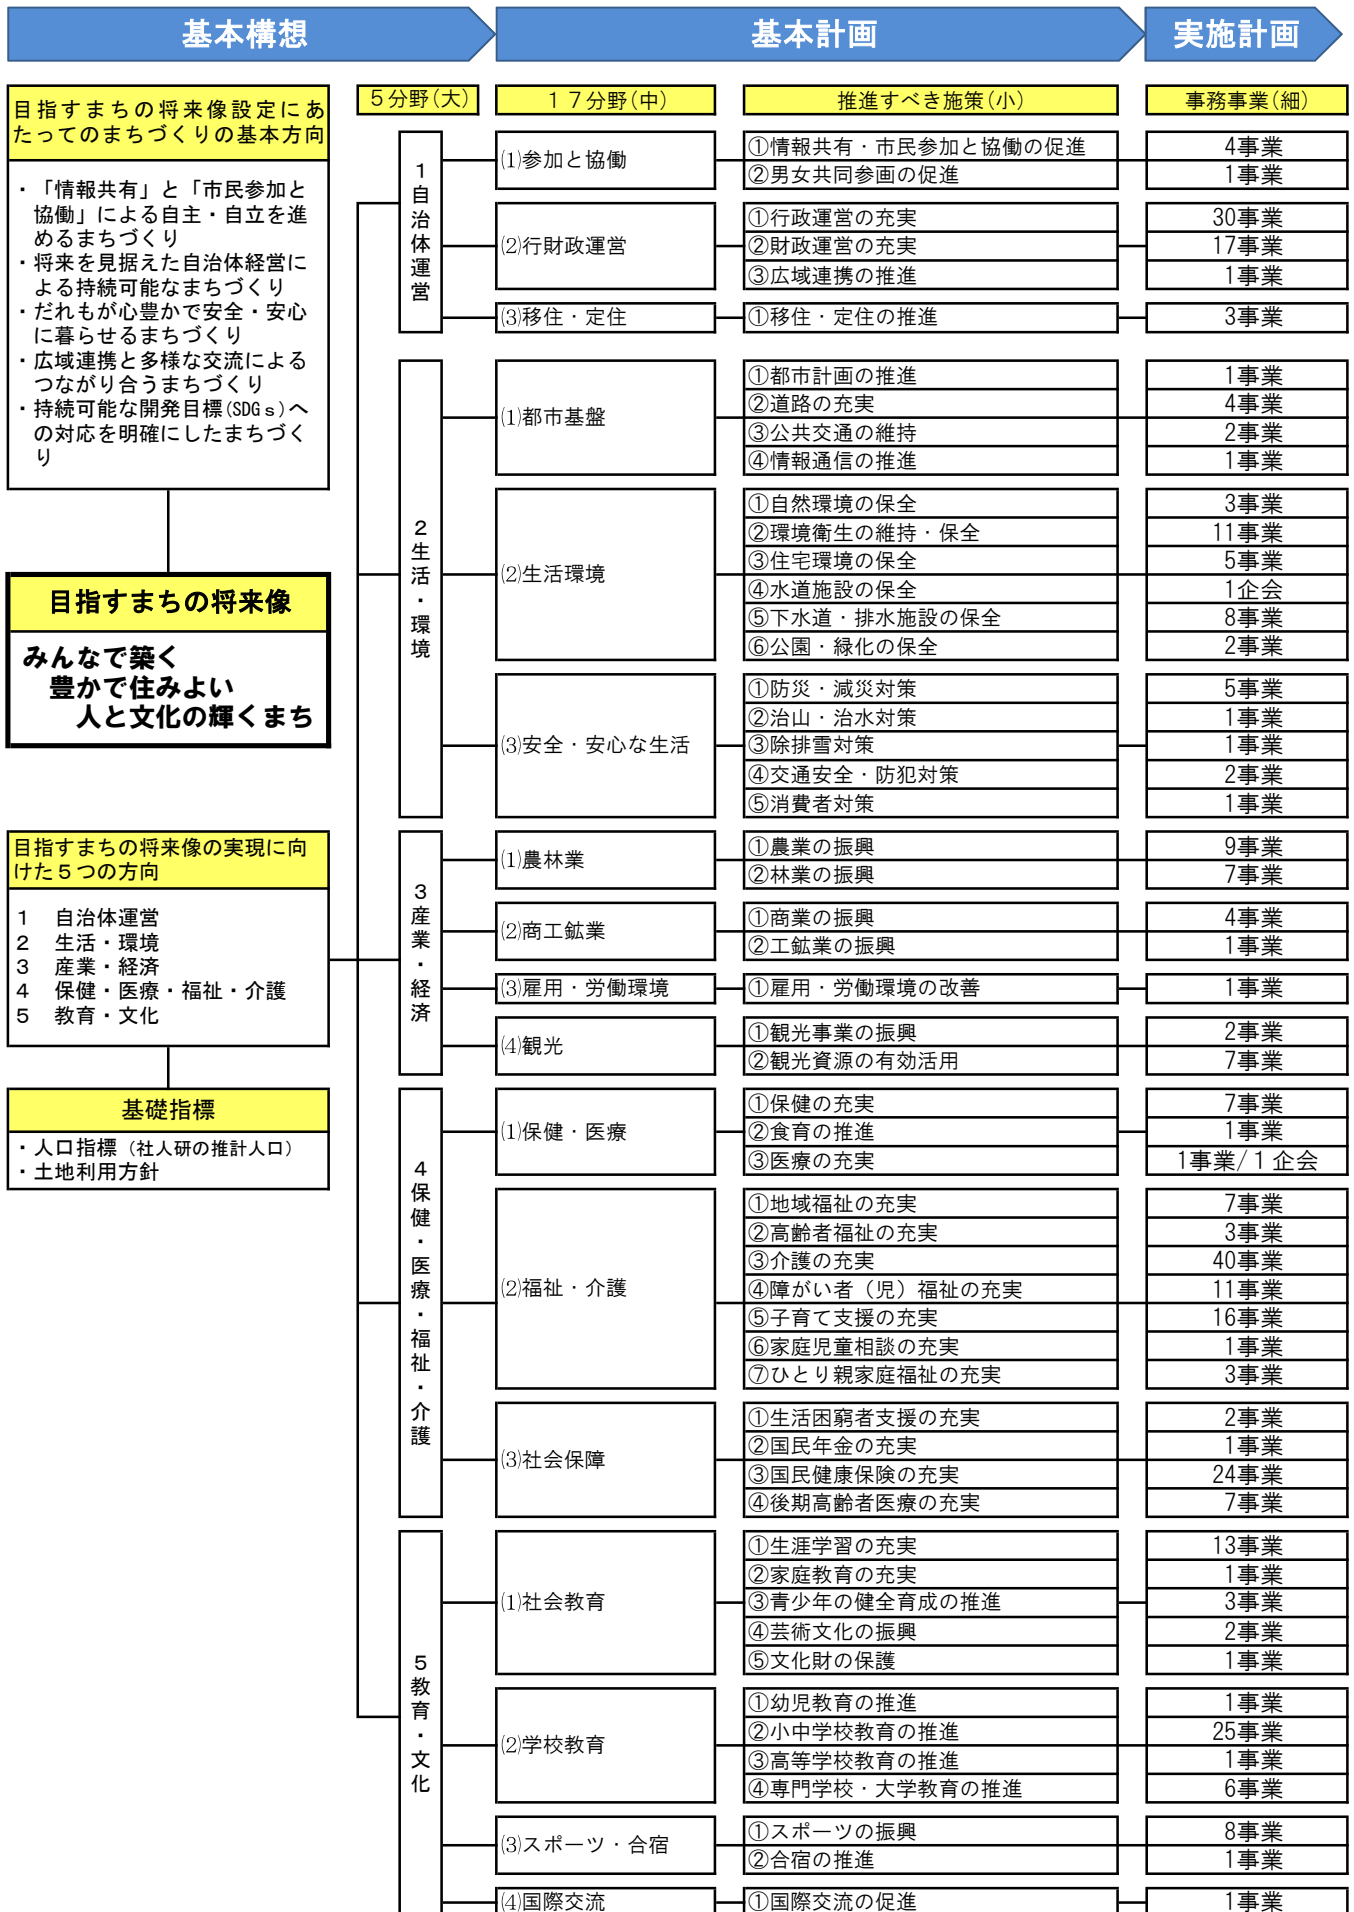 基本構想
基本計画
実施計画
目指すまちの将来像設定にあ
たってのまちづくりの基本方向
・「情報共有」と「市民参加と
協働」による自主・自立を進
めるまちづくり
・将来を見据えた自治体経営に
よる持続可能なまちづくり
・だれもが心豊かで安全・安心
に暮らせるまちづくり
・広域連携と多様な交流による
つながり合うまちづくり
・持続可能な開発目標(SDGｓ)へ
の対応を明確にしたまちづく
り
目指すまちの将来像
みんなで築く
豊かで住みよい
人と文化の輝くまち
目指すまちの将来像の実現に向
けた５つの方向
1 自治体運営
2 生活・環境
3 産業・経済
4 保健・医療・福祉・介護
5 教育・文化
基礎指標
・人口指標（社人研の推計人口）
・土地利用方針
５分野(大)
１７分野(中)
推進すべき施策(小)
事務事業(細)
1自治体運営
⑴参加と協働
①情報共有・市民参加と協働の促進 4事業
②男女共同参画の促進 1事業
⑵行財政運営
①行政運営の充実 30事業
②財政運営の充実 17事業
③広域連携の推進 1事業
⑶移住・定住
①移住・定住の推進 3事業
2生活・環境
⑴都市基盤
①都市計画の推進 1事業
②道路の充実 4事業
③公共交通の維持 2事業
④情報通信の推進 1事業
⑵生活環境
①自然環境の保全 3事業
②環境衛生の維持・保全 11事業
③住宅環境の保全 5事業
④水道施設の保全 1企会
⑤下水道・排水施設の保全 8事業
⑥公園・緑化の保全 2事業
⑶安全・安心な生活
①防災・減災対策 5事業
②治山・治水対策 1事業
③除排雪対策 1事業
④交通安全・防犯対策 2事業
⑤消費者対策 1事業
3産業・経済
⑴農林業
①農業の振興 9事業
②林業の振興 7事業
⑵商工鉱業
①商業の振興 4事業
②工鉱業の振興 1事業
⑶雇用・労働環境
①雇用・労働環境の改善 1事業
⑷観光
①観光事業の振興 2事業
②観光資源の有効活用 7事業
4保健・医療・福祉・介護
⑴保健・医療
①保健の充実 7事業
②食育の推進 1事業
③医療の充実 1事業/１企会
⑵福祉・介護
①地域福祉の充実 7事業
②高齢者福祉の充実 3事業
③介護の充実 40事業
④障がい者（児）福祉の充実 11事業
⑤子育て支援の充実 16事業
⑥家庭児童相談の充実 1事業
⑦ひとり親家庭福祉の充実 3事業
⑶社会保障
①生活困窮者支援の充実 2事業
②国民年金の充実 1事業
③国民健康保険の充実 24事業
④後期高齢者医療の充実 7事業
5教育・文化
⑴社会教育
①生涯学習の充実 13事業
②家庭教育の充実 1事業
③青少年の健全育成の推進 3事業
④芸術文化の振興 2事業
⑤文化財の保護 1事業
⑵学校教育
①幼児教育の推進 1事業
②小中学校教育の推進 25事業
③高等学校教育の推進 1事業
④専門学校・大学教育の推進 6事業
⑶スポーツ・合宿
①スポーツの振興 8事業
②合宿の推進 1事業
⑷国際交流
①国際交流の促進 1事業